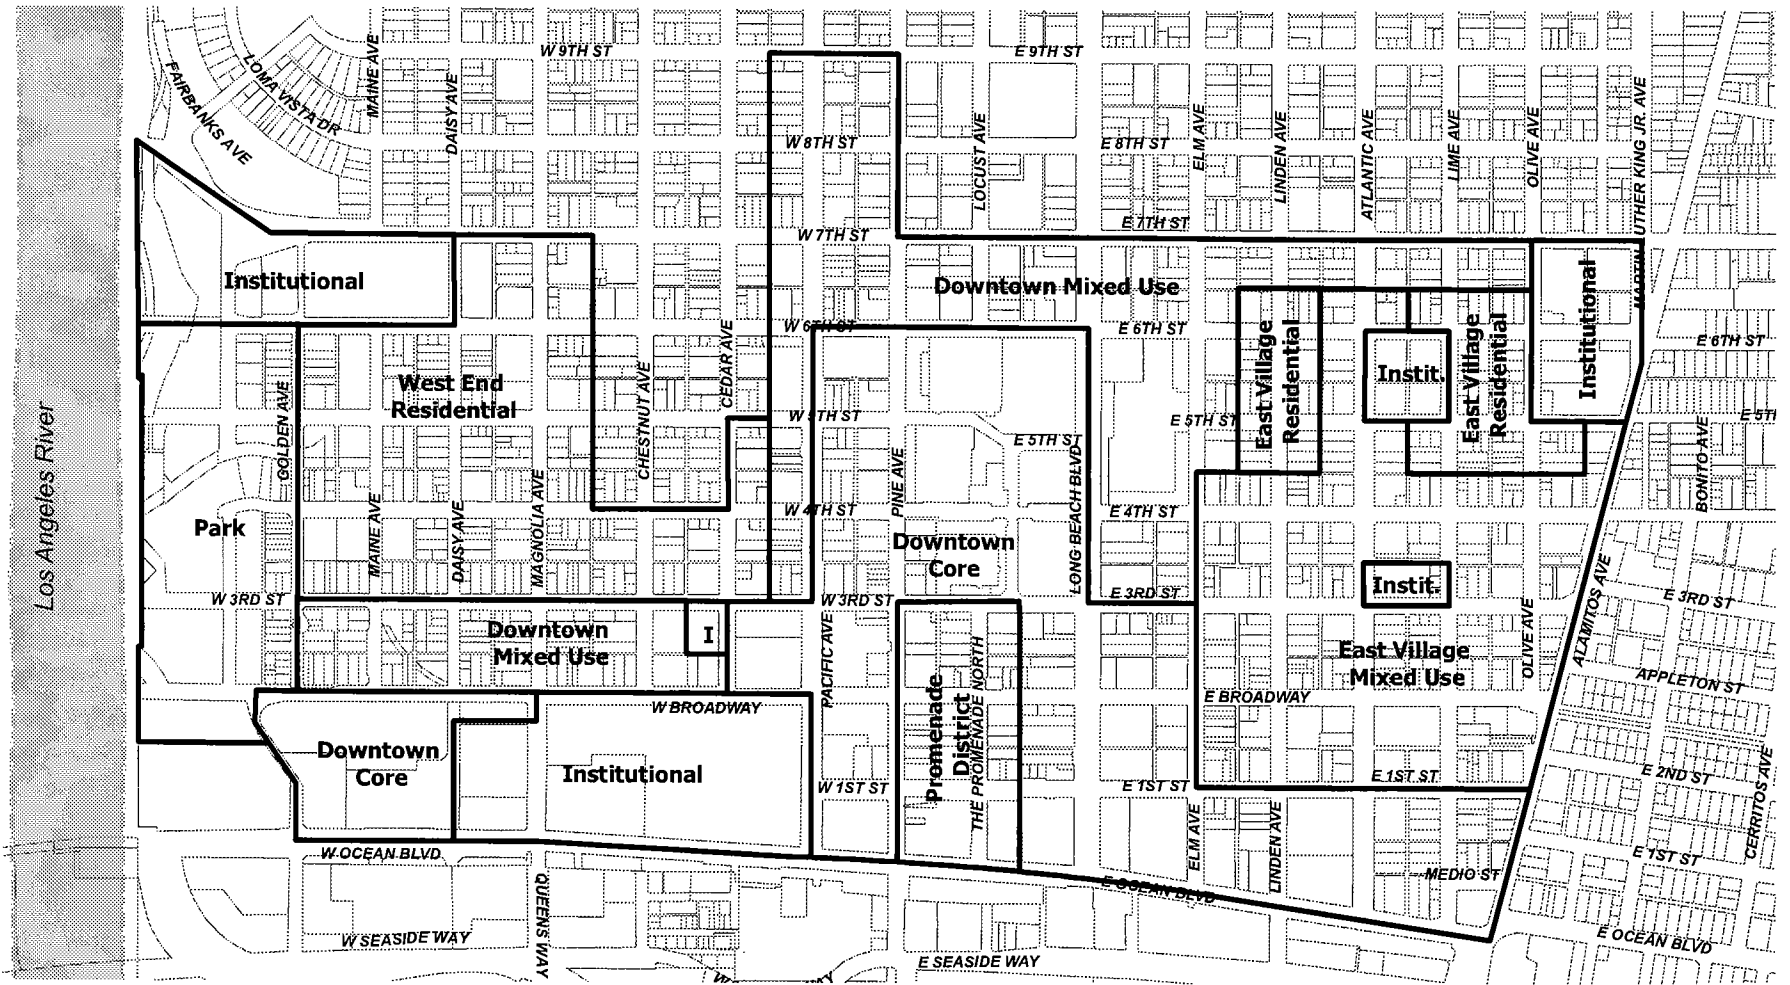 W 9TH ST
E 9TH ST
LOMA VISTA DR
MAINE AVE
FAIRBANKS AVE
DAISY AVE
W 8TH ST
LOCUST AVE
E 8TH ST
ELM AVE
LINDEN AVE
ATLANTIC AVE
LIME AVE
OLIVE AVE
MARTIN LUTHER KING JR. AVE
W 7TH ST
E 7TH ST
Institutional
Downtown Mixed Use
Institutional
W 6TH ST
E 6TH ST
E 6TH ST
CEDAR AVE
East Village
Residential
Instit.
East Village
Residential
West End
Residential
GOLDEN AVE
CHESTNUT AVE
W 5TH ST
E 5TH ST
E 5TH ST
E 5TH
BONITO AVE
Los Angeles River
PINE AVE
LONG BEACH BLVD
Park
MAINE AVE
DAISY AVE
MAGNOLIA AVE
W 4TH ST
E 4TH ST
Downtown
Core
W 3RD ST
W 3RD ST
E 3RD ST
Instit.
E 3RD ST
ALAMITOS AVE
OLIVE AVE
Downtown
Mixed Use
I
PACIFIC AVE
Promenade
District
THE PROMENADE NORTH
East Village
Mixed Use
APPLETON ST
W BROADWAY
E BROADWAY
Downtown
Core
Institutional
W 1ST ST
E 1ST ST
E 1ST ST
E 2ND ST
CERRITOS AVE
ELM AVE
LINDEN AVE
W OCEAN BLVD
E 1ST ST
MEDIO ST
E OCEAN BLVD
QUEENS WAY
W SEASIDE WAY
E SEASIDE WAY
E OCEAN BLVD